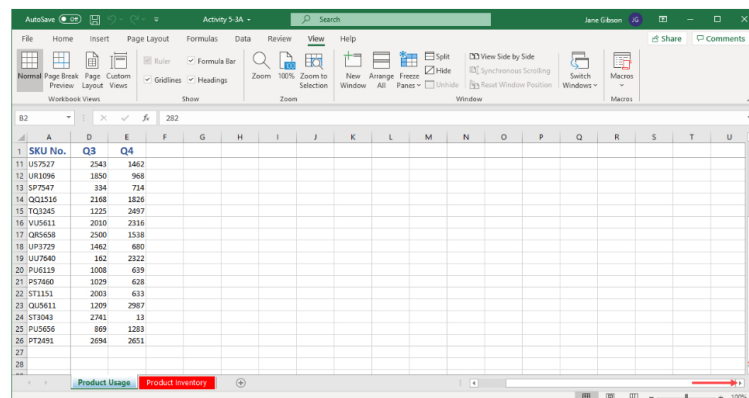 AutoSave Off Activity 5-3A Search Jane Gibson JG
File Home Insert Page Layout Formulas Data Review View Help Share Comments
Normal Page Break Preview Page Layout Custom Views Ruler Formula Bar Gridlines Headings Zoom 100% Zoom to Selection New Window Arrange All Freeze Panes Split Hide Unhide View Side by Side Synchronous Scrolling Reset Window Position Switch Windows Macros
Workbook Views Show Zoom Window Macros
B2 fx 282
A D E F G H I J K L M N O P Q R S T U
1 SKU No. Q3 Q4
11 US7527 2543 1462
12 UR1096 1850 968
13 SP7547 334 714
14 QQ1516 2168 1826
15 TQ3245 1225 2497
16 VU5611 2010 2316
17 QR5658 2500 1538
18 UP3729 1462 680
19 UU7640 162 2322
20 PU6119 1008 639
21 PS7460 1029 628
22 ST1151 2003 633
23 QU5611 1209 2987
24 ST3043 2741 13
25 PU5656 869 1283
26 PT2491 2694 2651
27
28
Product Usage Product Inventory
100%